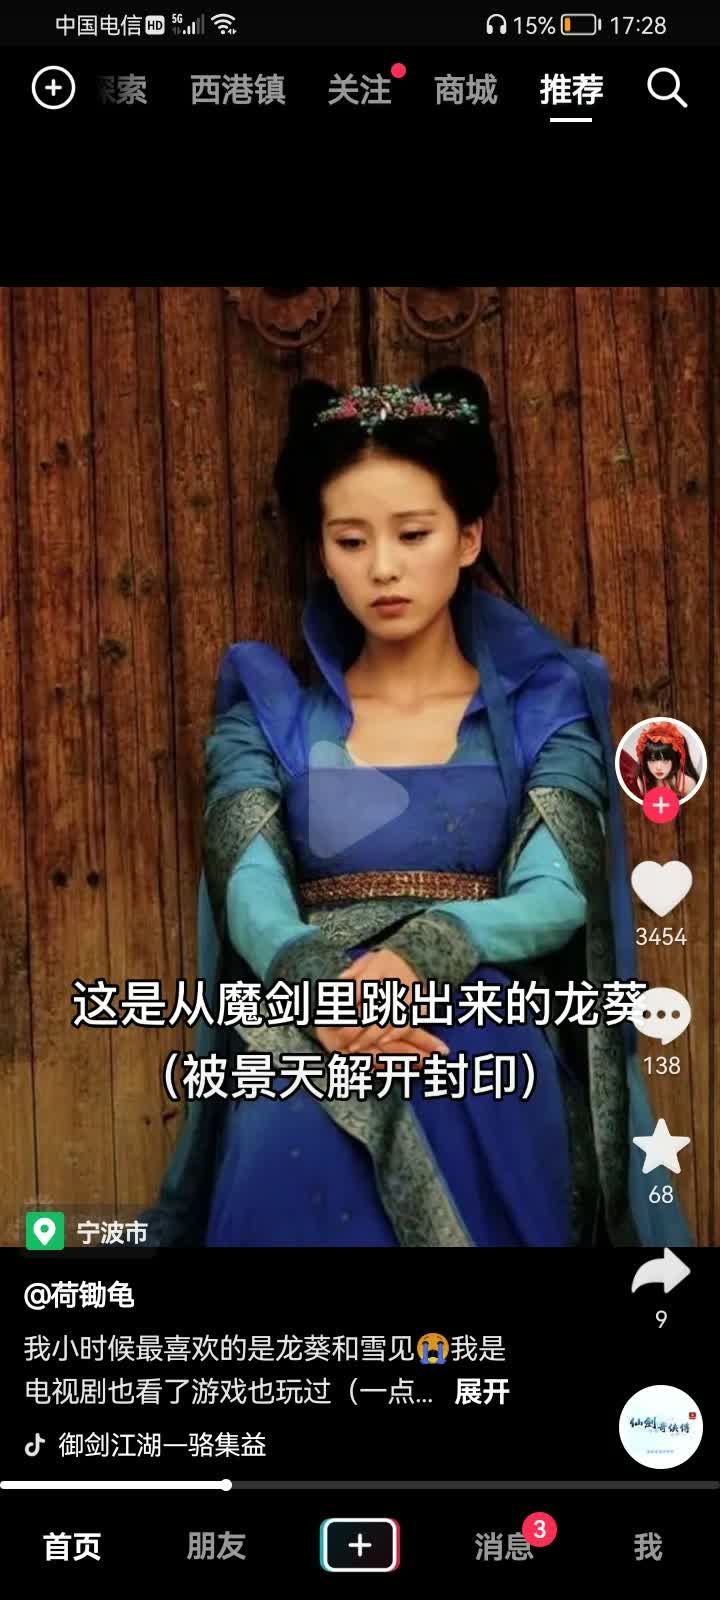 中国电信 HD 5G 15% 17:28
探索 西港镇 关注 商城 推荐
这是从魔剑里跳出来的龙葵
（被景天解开封印）
3454
138
68
9
宁波市
@荷锄龟
我小时候最喜欢的是龙葵和雪见😭我是
电视剧也看了游戏也玩过（一点... 展开
御剑江湖—骆集益
仙剑奇侠传
首页 朋友 消息 3 我